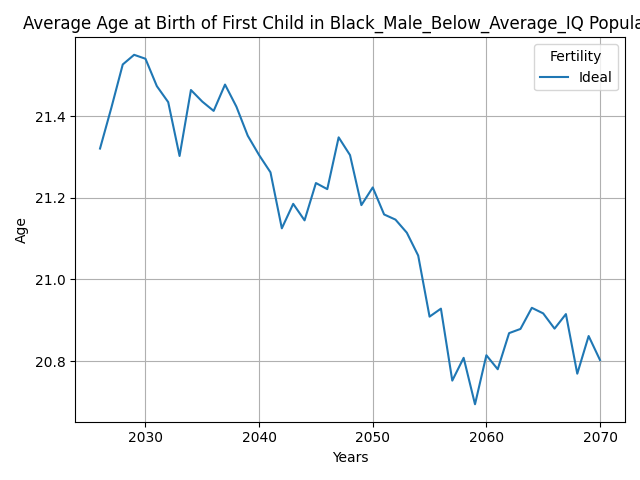 Average Age at Birth of First Child in Black_Male_Below_Average_IQ
Fertility
Ideal
21.4
21.2
21.0
20.8
Age
2030 2040 2050 2060 2070
Years